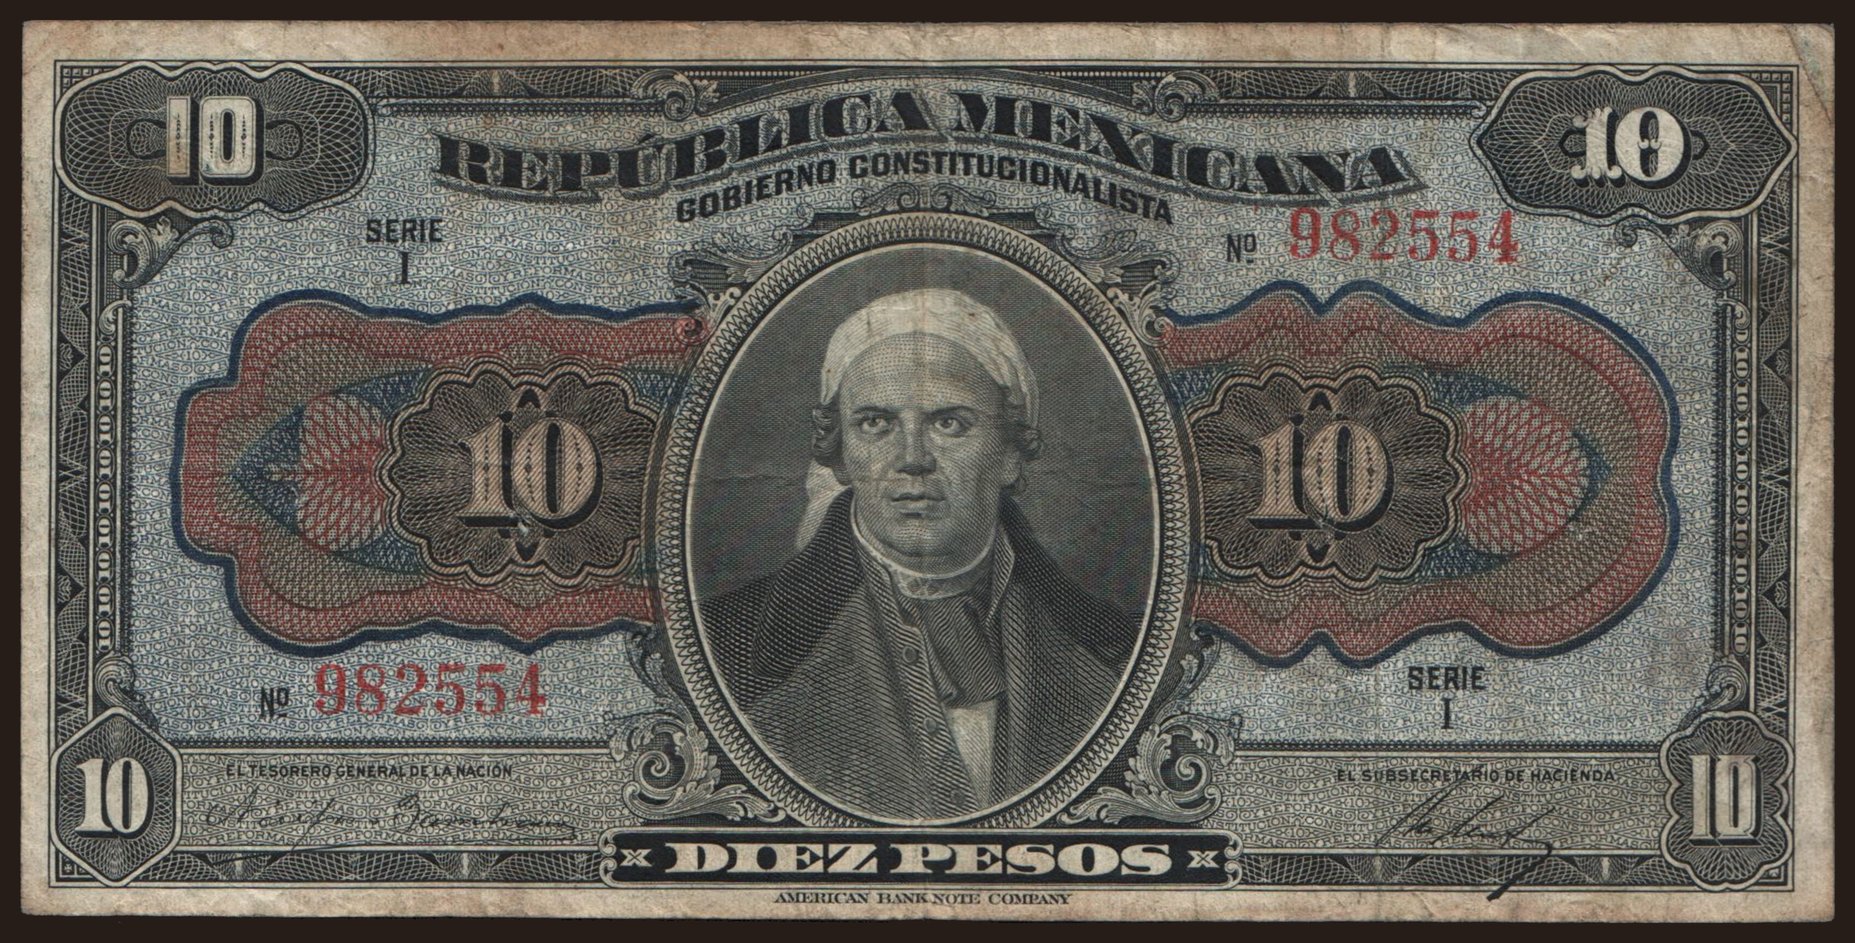 10
10
REPÚBLICA MEXICANA
GOBIERNO CONSTITUCIONALISTA
SERIE
I
Nº 982554
10
10
Nº 982554
SERIE
I
10
EL TESORERO GENERAL DE LA NACIÓN
EL SUBSECRETARIO DE HACIENDA
10
X DIEZ PESOS X
AMERICAN BANK NOTE COMPANY